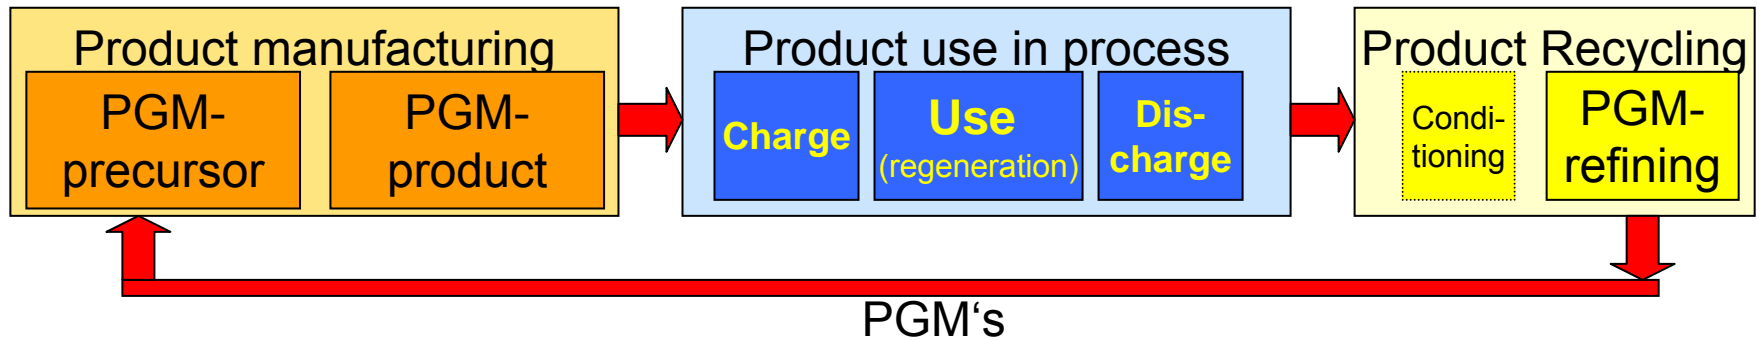 Product manufacturing
PGM-
precursor
PGM-
product
Product use in process
Charge
Use
(regeneration)
Dis-
charge
Product Recycling
Condi-
tioning
PGM-
refining
PGM‘s